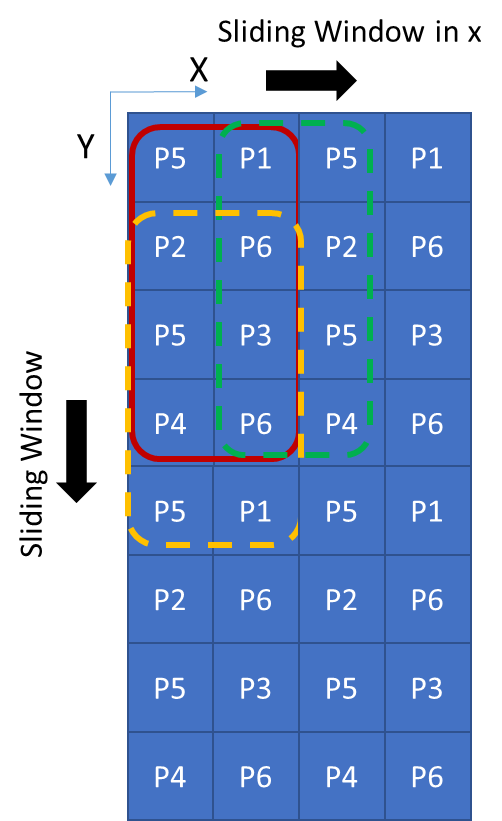 Sliding Window in x
X
Y
P5 P1 P5 P1
P2 P6 P2 P6
P5 P3 P5 P3
P4 P6 P4 P6
Sliding Window
P5 P1 P5 P1
P2 P6 P2 P6
P5 P3 P5 P3
P4 P6 P4 P6